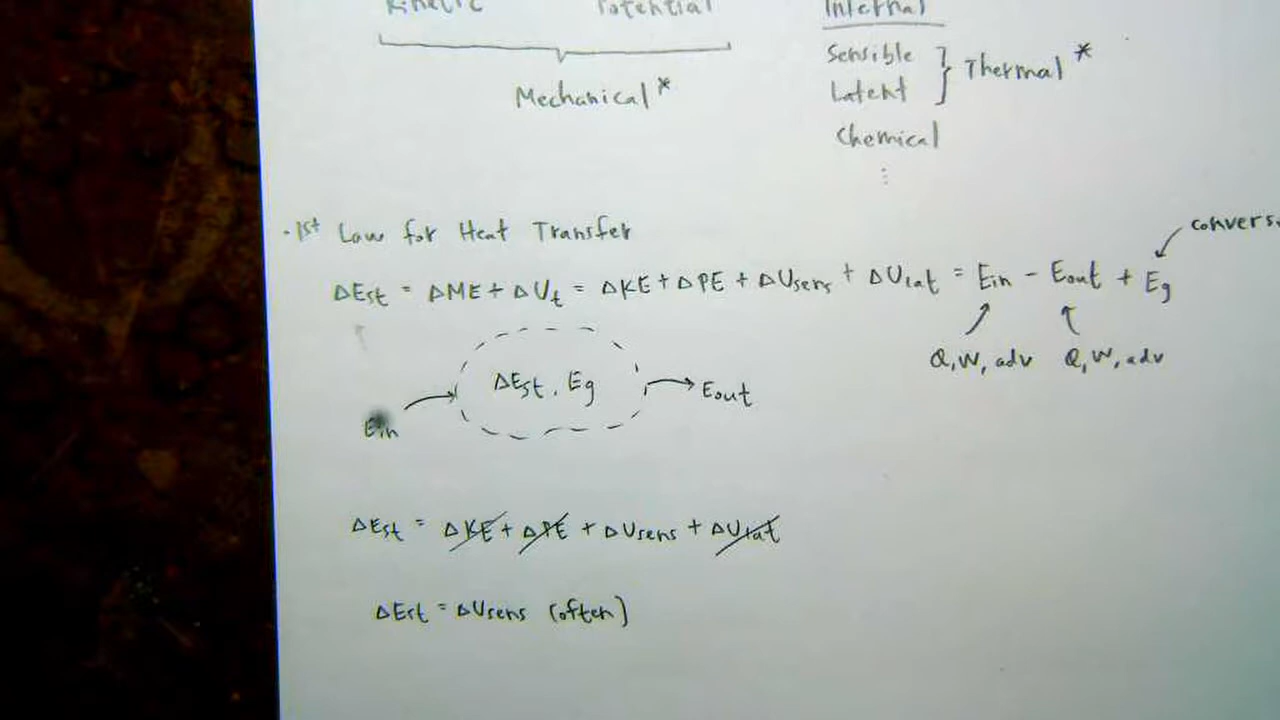 Kinetic Potential Internal
Sensible
Latent } Thermal *
Mechanical*
Chemical
⋮
· 1st Law for Heat Transfer
ΔEst = ΔME + ΔUt = ΔKE + ΔPE + ΔUsens + ΔUlat = Ein - Eout + Eg
Q, W, adv Q, W, adv
ΔEst, Eg
Ein
Eout
ΔEst = ΔKE + ΔPE + ΔUsens + ΔUlat
ΔEst = ΔUsens (often)